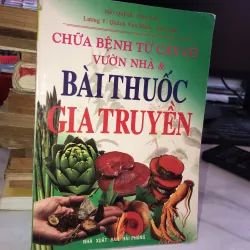 CHỮA BỆNH TỪ CÂY CỎ
VƯỜN NHÀ &
BÀI THUỐC
GIA TRUYỀN
NHÀ XUẤT BẢN HẢI PHÒNG